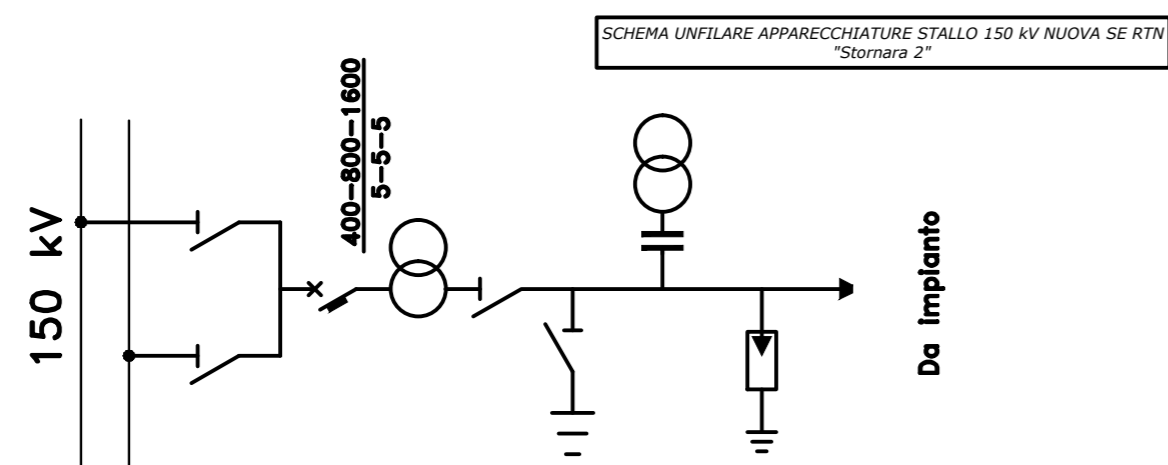 SCHEMA UNFILARE APPARECCHIATURE STALLO 150 kV NUOVA SE RTN
"Stornara 2"
400-800-1600
5-5-5
150 kV
Da impianto